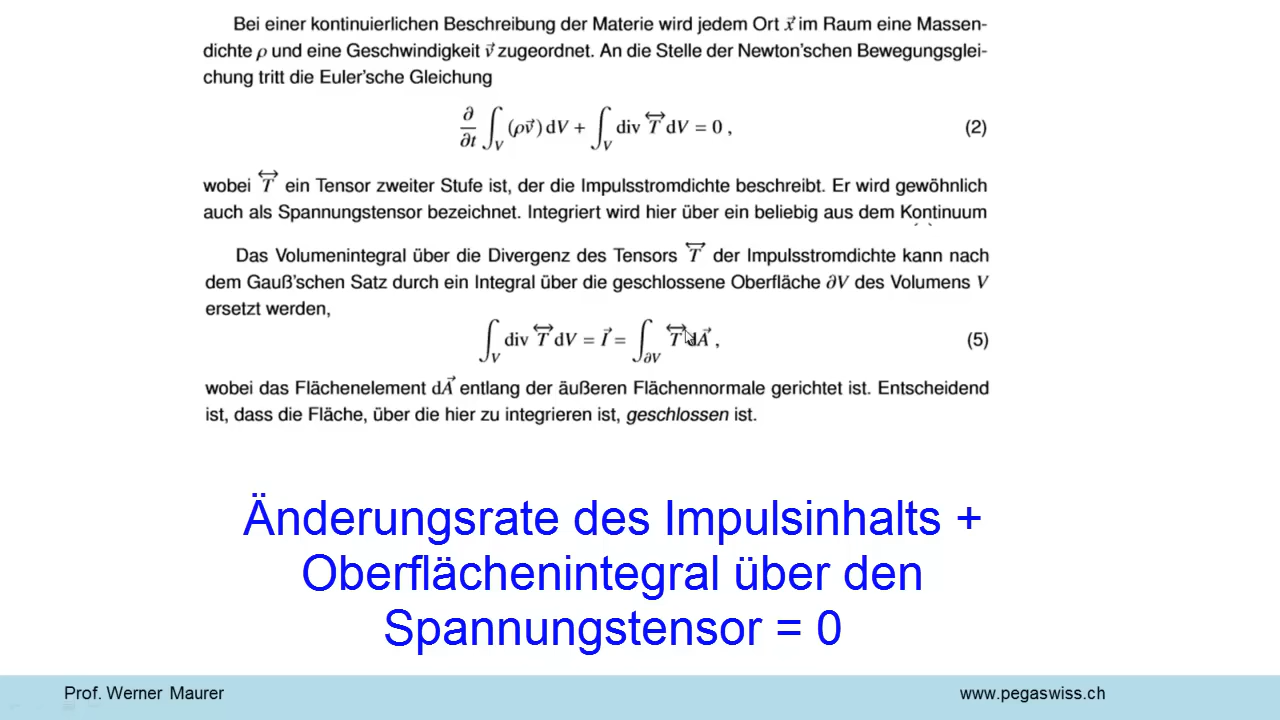 Bei einer kontinuierlichen Beschreibung der Materie wird jedem Ort x⃗ im Raum eine Massen-
dichte ρ und eine Geschwindigkeit v⃗ zugeordnet. An die Stelle der Newton'schen Bewegungsglei-
chung tritt die Euler'sche Gleichung
∂/∂t ∫_V (ρv⃗) dV + ∫_V div T⃡ dV = 0 , (2)
wobei T⃡ ein Tensor zweiter Stufe ist, der die Impulsstromdichte beschreibt. Er wird gewöhnlich
auch als Spannungstensor bezeichnet. Integriert wird hier über ein beliebig aus dem Kontinuum
Das Volumenintegral über die Divergenz des Tensors T⃡ der Impulsstromdichte kann nach
dem Gauß'schen Satz durch ein Integral über die geschlossene Oberfläche ∂V des Volumens V
ersetzt werden,
∫_V div T⃡ dV = I⃗ = ∫_∂V T⃡ dA⃗ , (5)
wobei das Flächenelement dA⃗ entlang der äußeren Flächennormale gerichtet ist. Entscheidend
ist, dass die Fläche, über die hier zu integrieren ist, geschlossen ist.
Änderungsrate des Impulsinhalts +
Oberflächenintegral über den
Spannungstensor = 0
Prof. Werner Maurer
www.pegaswiss.ch